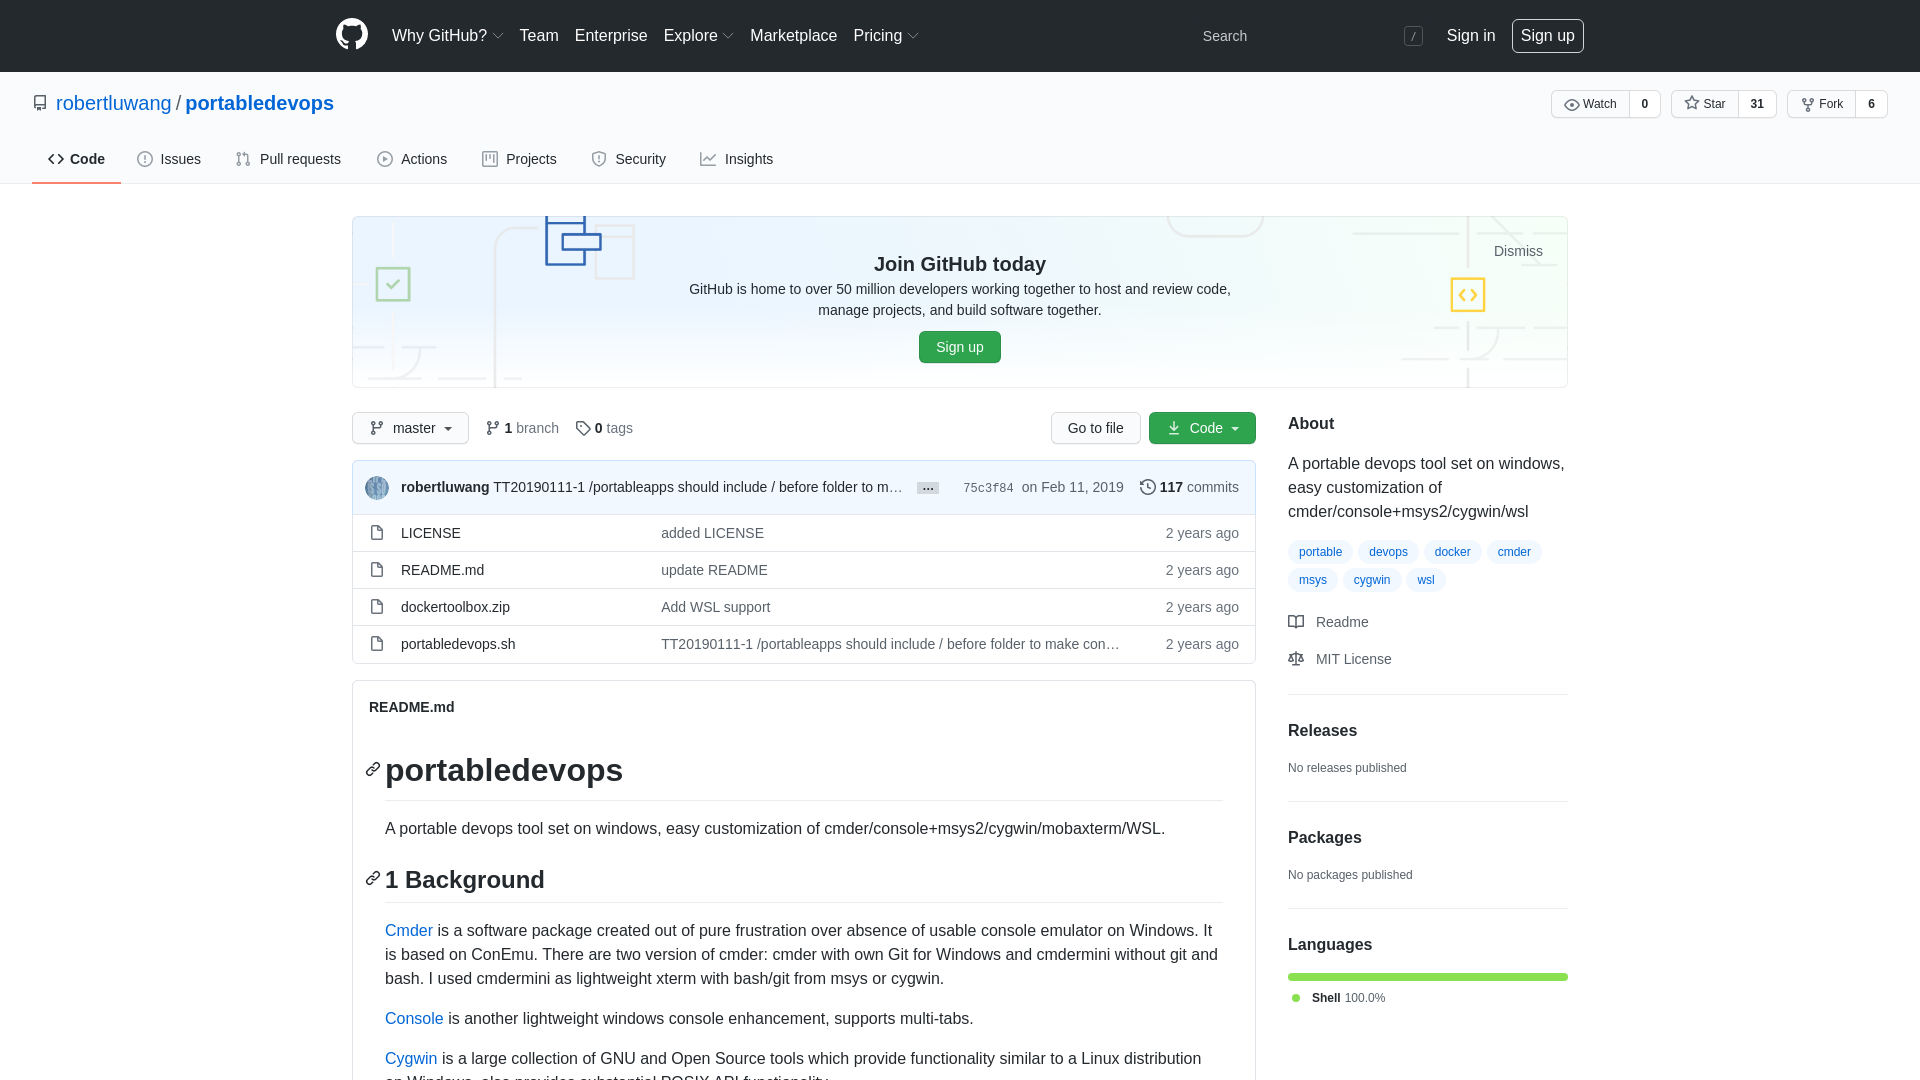 Why GitHub? Team Enterprise Explore Marketplace Pricing Search / Sign in Sign up
robertluwang / portabledevops Watch 0 Star 31 Fork 6
Code Issues Pull requests Actions Projects Security Insights
Dismiss
Join GitHub today
GitHub is home to over 50 million developers working together to host and review code,
manage projects, and build software together.
Sign up
master 1 branch 0 tags Go to file Code
robertluwang TT20190111-1 /portableapps should include / before folder to m… … 75c3f84 on Feb 11, 2019 117 commits
LICENSE added LICENSE 2 years ago
README.md update README 2 years ago
dockertoolbox.zip Add WSL support 2 years ago
portabledevops.sh TT20190111-1 /portableapps should include / before folder to make con… 2 years ago
README.md
portabledevops
A portable devops tool set on windows, easy customization of cmder/console+msys2/cygwin/mobaxterm/WSL.
1 Background
Cmder is a software package created out of pure frustration over absence of usable console emulator on Windows. It
is based on ConEmu. There are two version of cmder: cmder with own Git for Windows and cmdermini without git and
bash. I used cmdermini as lightweight xterm with bash/git from msys or cygwin.
Console is another lightweight windows console enhancement, supports multi-tabs.
Cygwin is a large collection of GNU and Open Source tools which provide functionality similar to a Linux distribution
on Windows, also provides substantial POSIX API functionality.
About
A portable devops tool set on windows,
easy customization of
cmder/console+msys2/cygwin/wsl
portable devops docker cmder
msys cygwin wsl
Readme
MIT License
Releases
No releases published
Packages
No packages published
Languages
Shell 100.0%